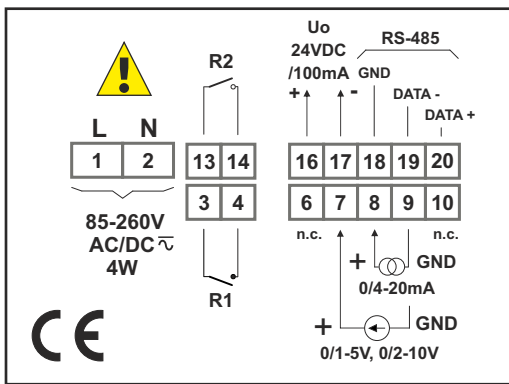 Uo
24VDC
/100mA
+ -
RS-485
GND
DATA -
DATA +
R2
L N
1 2
13 14
16 17 18 19 20
3 4
6 7 8 9 10
n.c. n.c.
85-260V
AC/DC
4W
R1
+ GND
0/4-20mA
+ GND
0/1-5V, 0/2-10V
CE